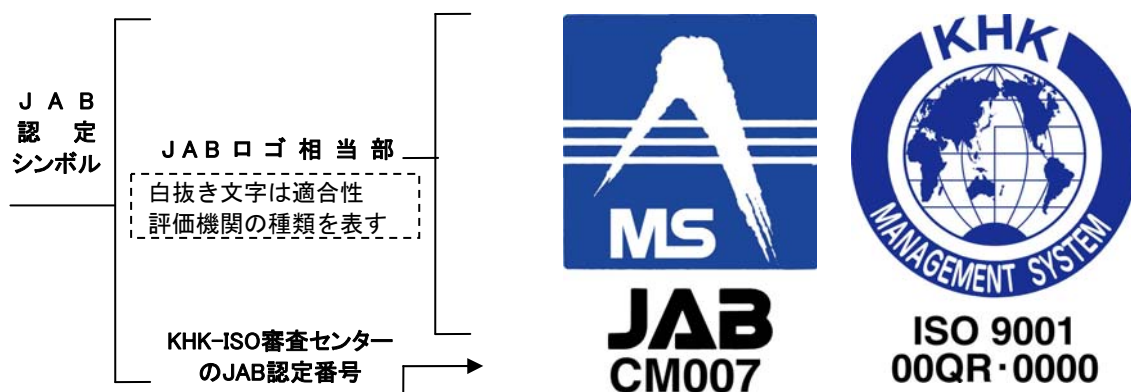 JAB
認定
シンボル
JABロゴ相当部
白抜き文字は適合性
評価機関の種類を表す
KHK-ISO審査センター
のJAB認定番号
MS
JAB
CM007
KHK
MANAGEMENT SYSTEM
ISO 9001
00QR·0000